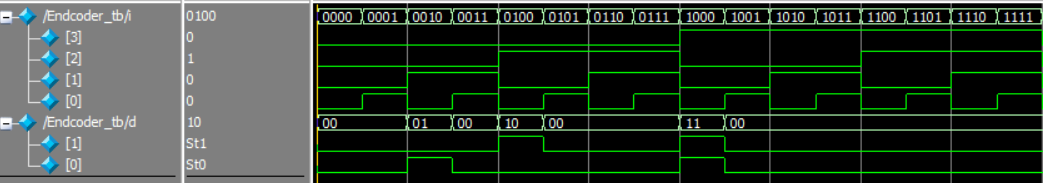 /Endcoder_tb/i 0100 0000 0001 0010 0011 0100 0101 0110 0111 1000 1001 1010 1011 1100 1101 1110 1111
[3] 0
[2] 1
[1] 0
[0] 0
/Endcoder_tb/d 10 00 01 00 10 00 11 00
[1] St1
[0] St0